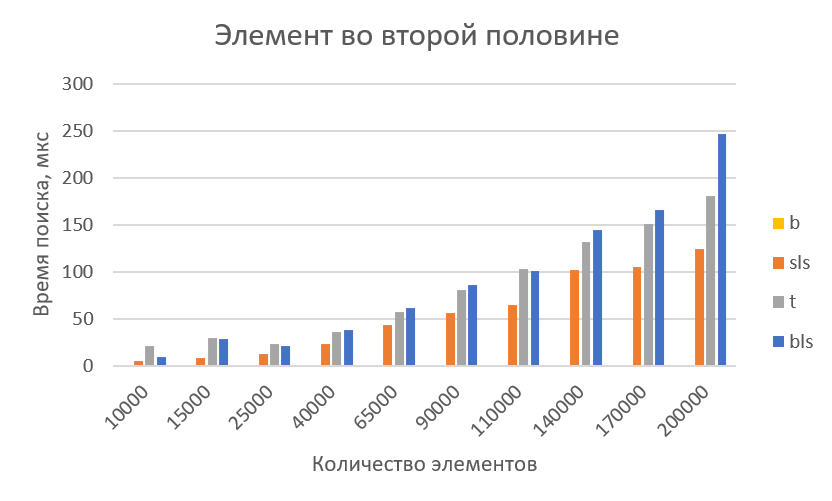 Элемент во второй половине
300
250
200
150
100
50
0
Время поиска, мкс
10000
15000
25000
40000
65000
90000
110000
140000
170000
200000
Количество элементов
b
sls
t
bls